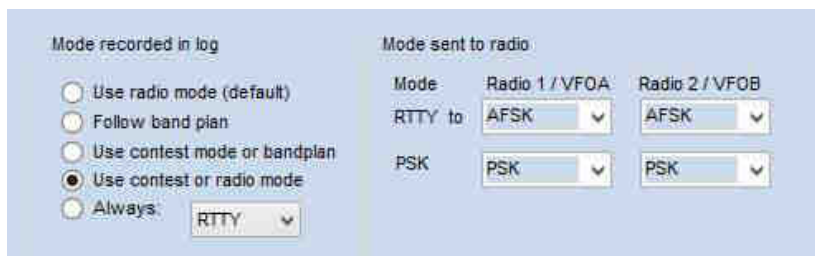 Mode recorded in log
Use radio mode (default)
Follow band plan
Use contest mode or bandplan
Use contest or radio mode
Always:
RTTY
Mode sent to radio
Mode Radio 1 / VFOA Radio 2 / VFOB
RTTY to AFSK AFSK
PSK PSK PSK